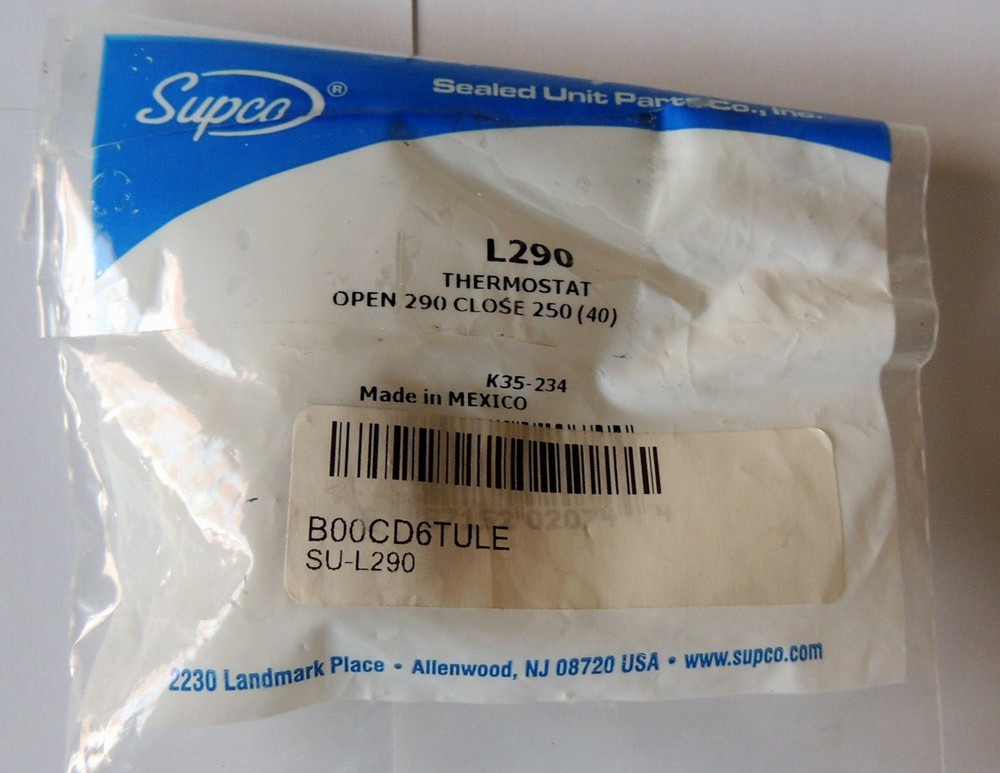 Supco®
Sealed Unit Parts Co., Inc.
L290
THERMOSTAT
OPEN 290 CLOSE 250 (40)
K35-234
Made in MEXICO
B00CD6TULE
SU-L290
2230 Landmark Place • Allenwood, NJ 08720 USA • www.supco.com